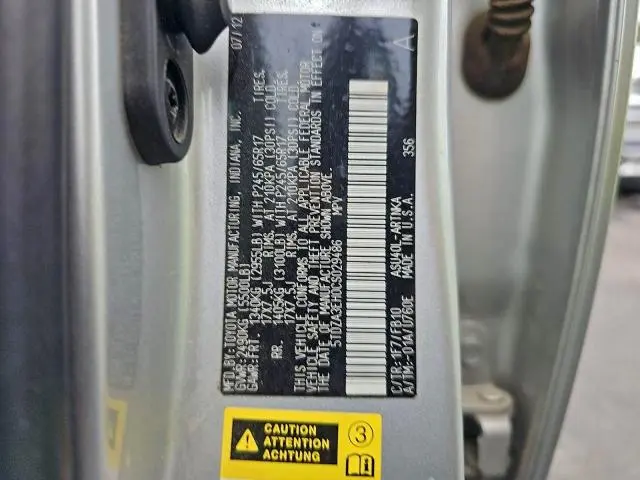 MFD.BY:TOYOTA MOTOR MANUFACTURING INDIANA, INC. 07/12
GVWR:2490KG (5500LB)
GAWR:FRT. 1340KG (2955LB) WITH P245/65R17 TIRES.
17X7.5J RIMS. AT 210KPA (30PSI) COLD
RR. 1405KG (3100LB) WITH P245/65R17 TIRES.
17X7.5J RIMS. AT 210KPA (30PSI) COLD.
THIS VEHICLE CONFORMS TO ALL APPLICABLE FEDERAL MOTOR
VEHICLE SAFETY AND THEFT PREVENTION STANDARDS IN EFFECT ON
THE DATE OF MANUFACTURE SHOWN ABOVE.
5TDZA3EH0CS029486 MPV
C/TR:1F7/FB10 ASU40L-ARTMKA 356
A/TM:-01A/U760E MADE IN U.S.A. A
CAUTION
ATTENTION
ACHTUNG
3